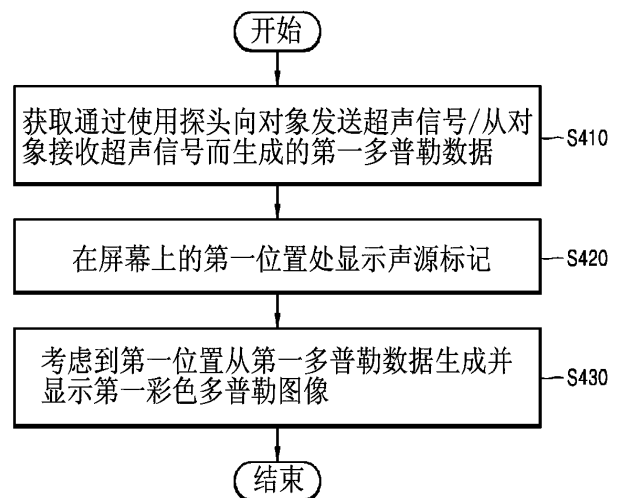 开始
获取通过使用探头向对象发送超声信号/从对
象接收超声信号而生成的第一多普勒数据
S410
在屏幕上的第一位置处显示声源标记
S420
考虑到第一位置从第一多普勒数据生成并
显示第一彩色多普勒图像
S430
结束